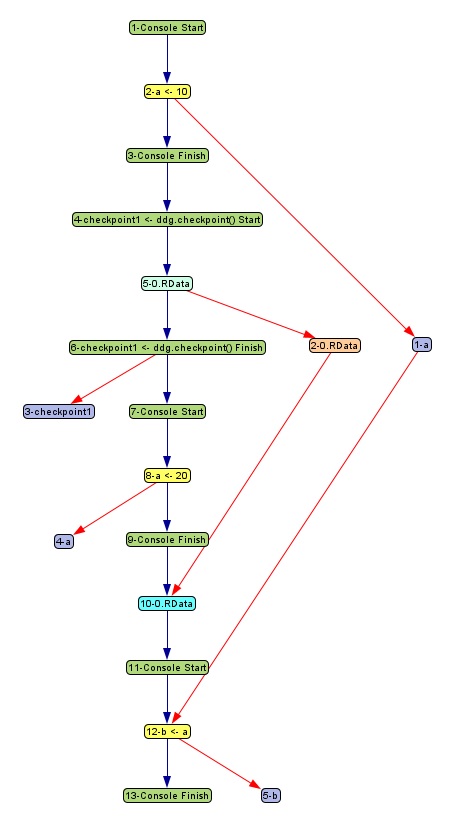 1-Console Start
2-a <- 10
3-Console Finish
4-checkpoint1 <- ddg.checkpoint() Start
5-0.RData
6-checkpoint1 <- ddg.checkpoint() Finish
2-0.RData
1-a
3-checkpoint1
7-Console Start
8-a <- 20
4-a
9-Console Finish
10-0.RData
11-Console Start
12-b <- a
13-Console Finish
5-b